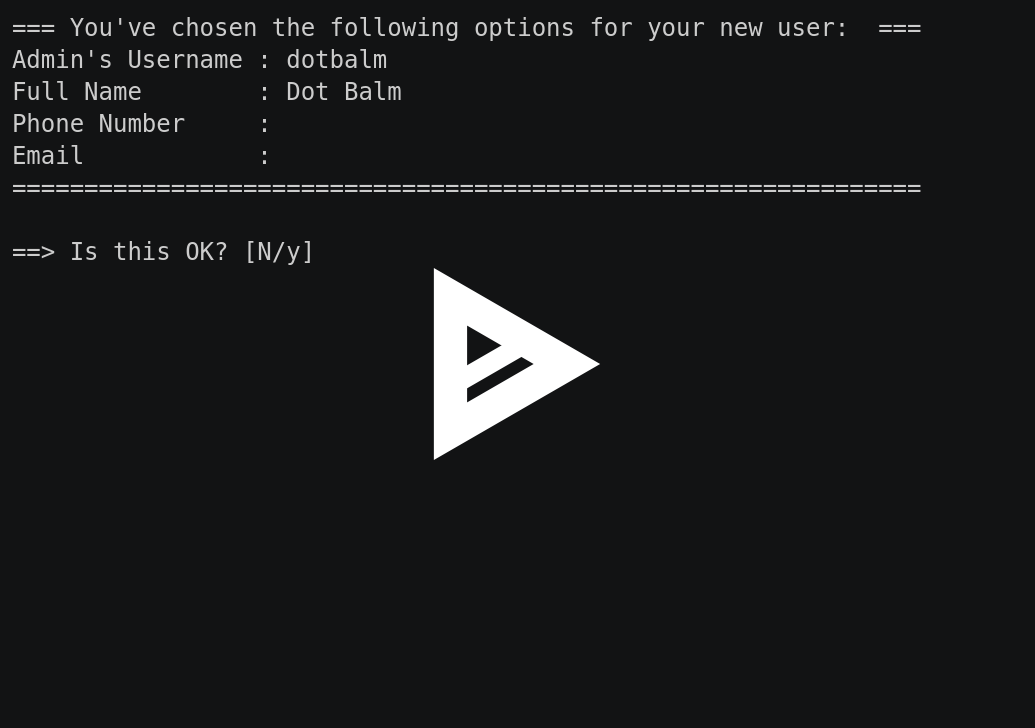 === You've chosen the following options for your new user:  ===
Admin's Username : dotbalm
Full Name        : Dot Balm
Phone Number     :
Email            :
===============================================================
==> Is this OK? [N/y]